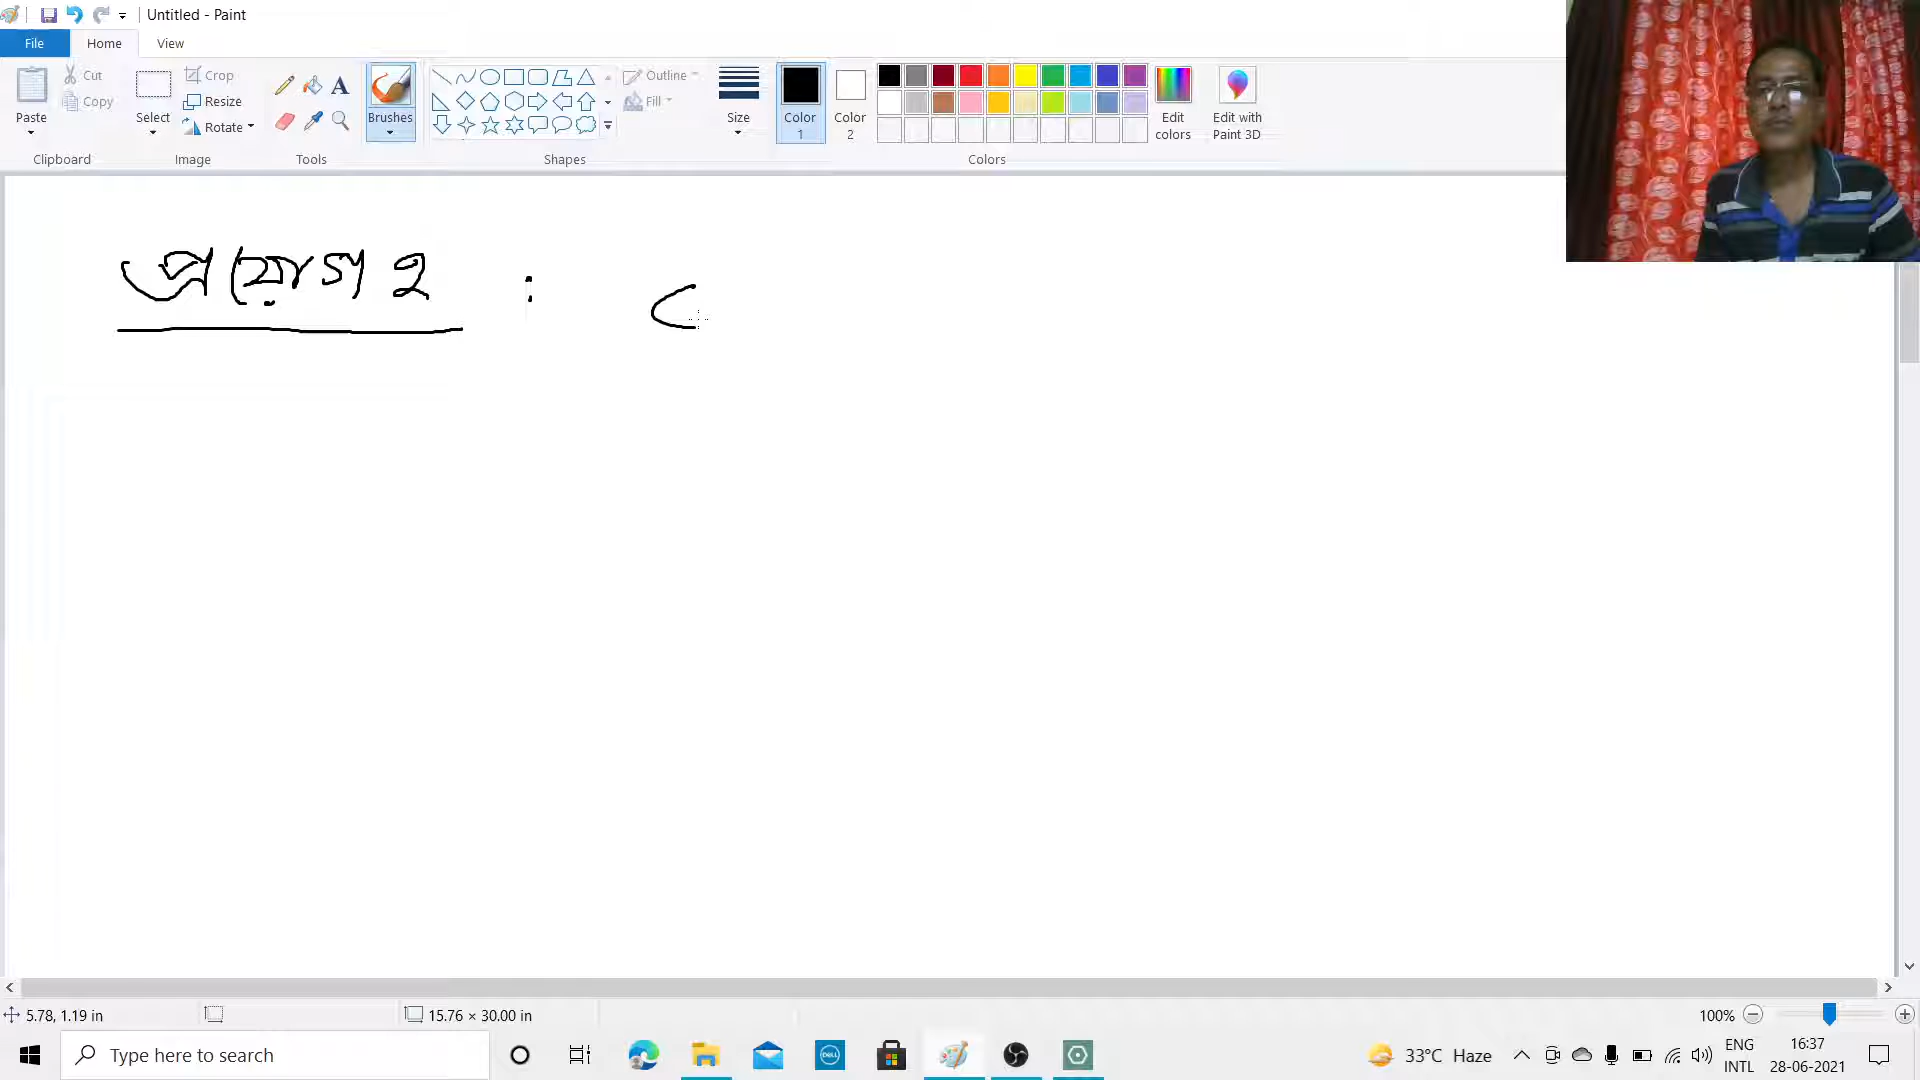 Untitled - Paint
File Home View
Paste
Cut
Copy
Clipboard
Select
Crop
Resize
Rotate
Image
Tools
Brushes
Shapes
Outline
Fill
Size
Color 1
Color 2
Colors
Edit colors
Edit with Paint 3D
:
5.78, 1.19 in
15.76 × 30.00 in
100%
Type here to search
DELL
33°C Haze
ENG
INTL
16:37
28-06-2021